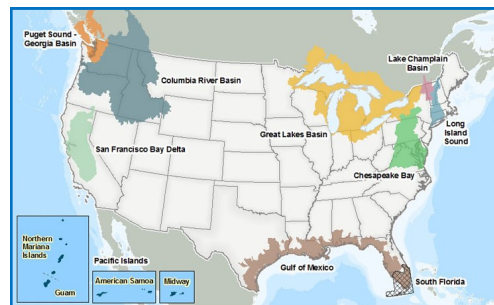 Puget Sound -
Georgia Basin
Columbia River Basin
Lake Champlain
Basin
Great Lakes Basin
Long
Island
Sound
San Francisco Bay Delta
Chesapeake Bay
Northern
Mariana
Islands
Guam
Pacific Islands
American Samoa
Midway
Gulf of Mexico
South Florida